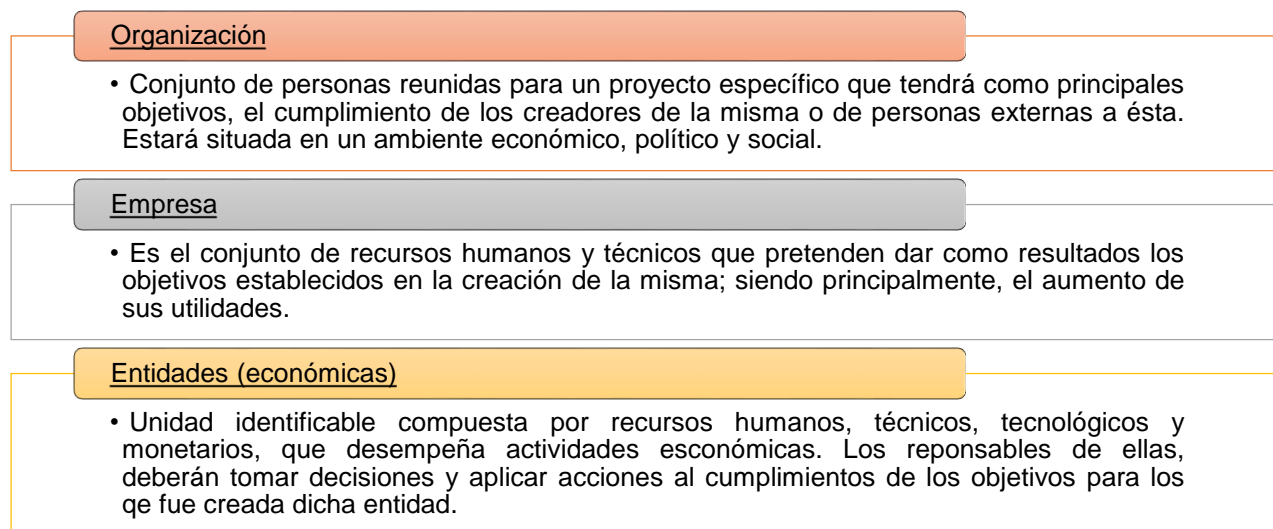 Organización
• Conjunto de personas reunidas para un proyecto específico que tendrá como principales
objetivos, el cumplimiento de los creadores de la misma o de personas externas a ésta.
Estará situada en un ambiente económico, político y social.
Empresa
• Es el conjunto de recursos humanos y técnicos que pretenden dar como resultados los
objetivos establecidos en la creación de la misma; siendo principalmente, el aumento de
sus utilidades.
Entidades (económicas)
• Unidad identificable compuesta por recursos humanos, técnicos, tecnológicos y
monetarios, que desempeña actividades esconómicas. Los reponsables de ellas,
deberán tomar decisiones y aplicar acciones al cumplimientos de los objetivos para los
qe fue creada dicha entidad.